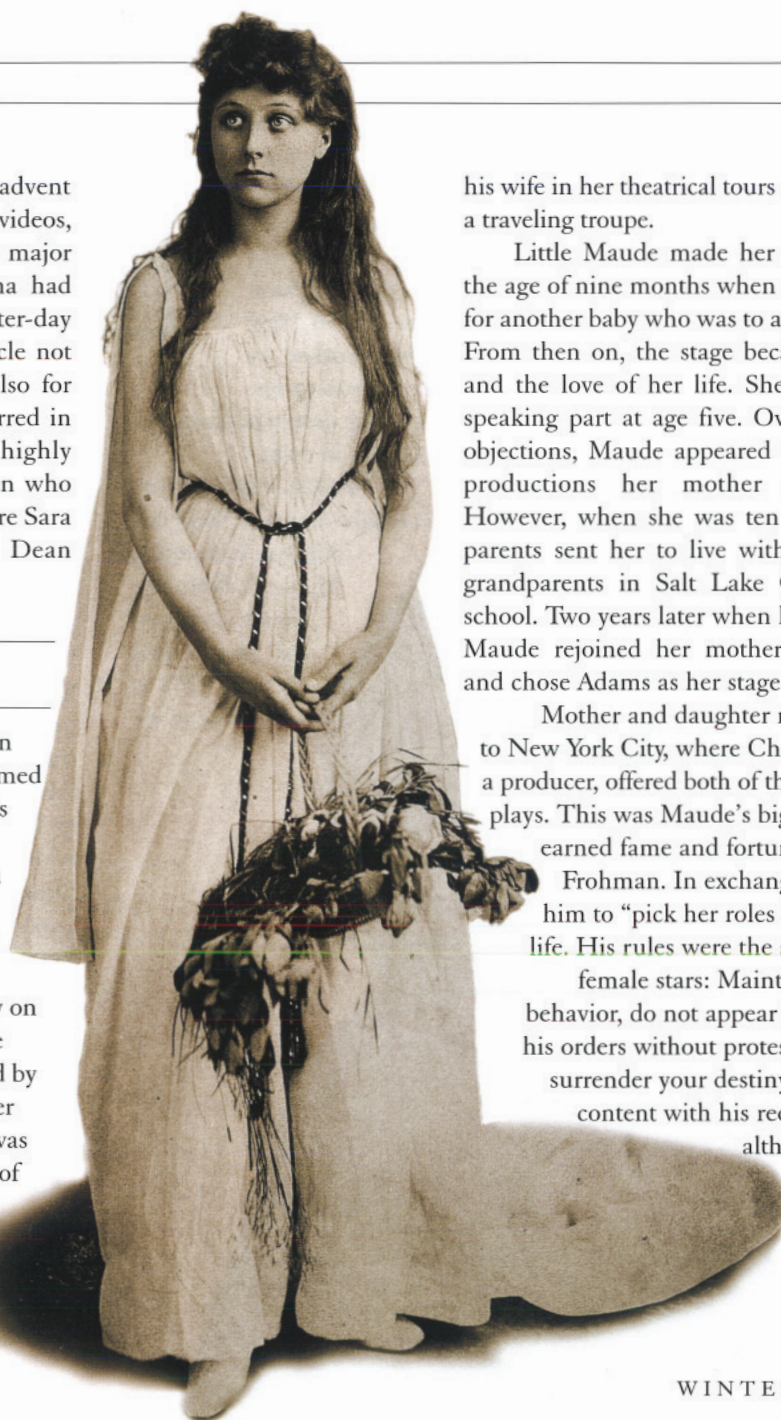 advent
videos,
major
had
ter-day
cle not
lso for
rred in
highly
n who
re Sara
Dean
n
med
s
on
e
d by
er
was
of
his wife in her theatrical tours
a traveling troupe.
Little Maude made her
the age of nine months when
for another baby who was to a
From then on, the stage beca
and the love of her life. She
speaking part at age five. Ov
objections, Maude appeared
productions her mother
However, when she was ten
parents sent her to live with
grandparents in Salt Lake
school. Two years later when
Maude rejoined her mother
and chose Adams as her stage
Mother and daughter
to New York City, where Ch
a producer, offered both of th
plays. This was Maude’s big
earned fame and fortu
Frohman. In exchang
him to “pick her roles
life. His rules were the
female stars: Maint
behavior, do not appear
his orders without protes
surrender your destiny
content with his rec
alth
WINTE